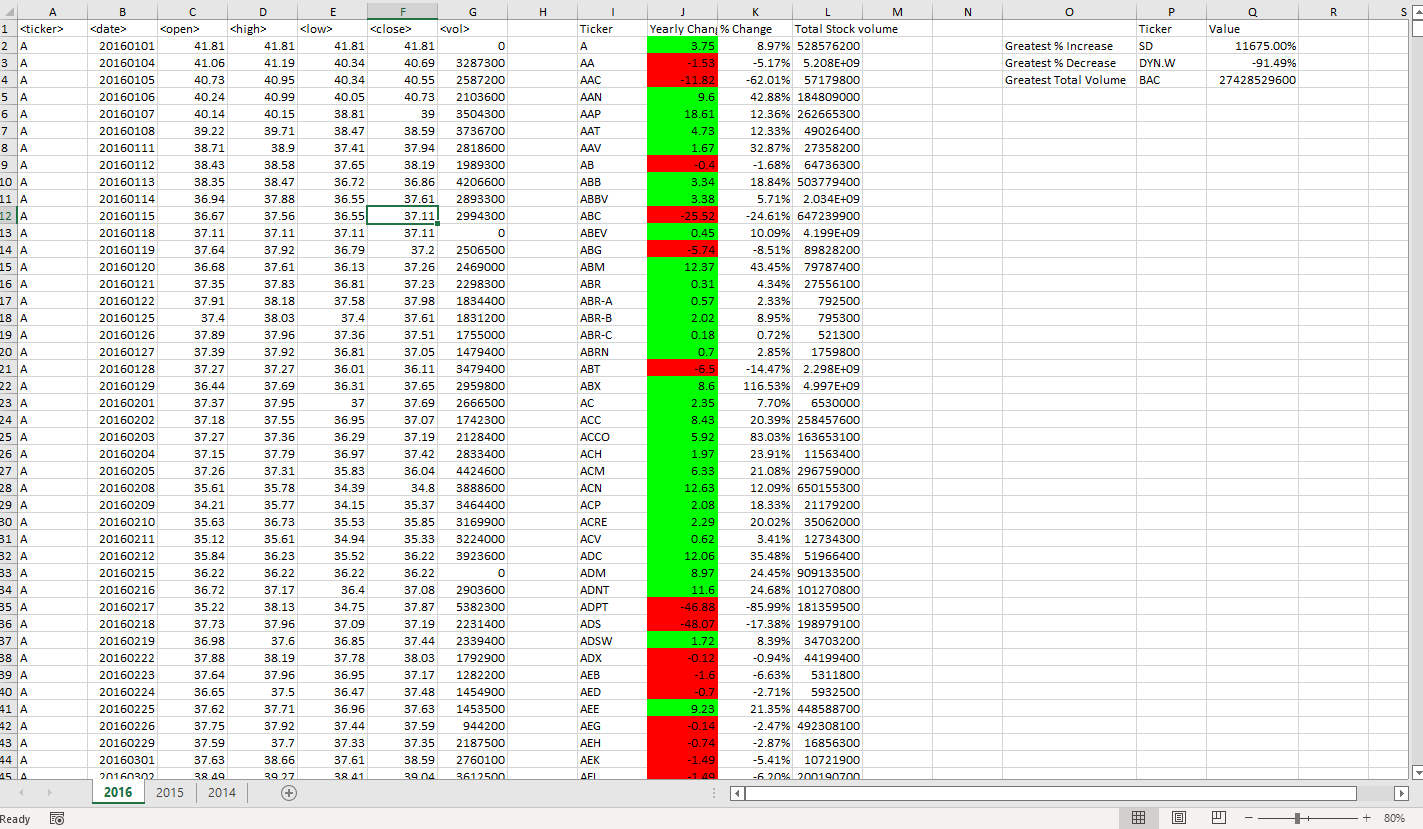 A B C D E F G H I J K L M N O P Q R S
1 <ticker> <date> <open> <high> <low> <close> <vol> Ticker Yearly Chang % Change Total Stock volume Ticker Value
2 A 20160101 41.81 41.81 41.81 41.81 0 A 3.75 8.97% 528576200 Greatest % Increase SD 11675.00%
3 A 20160104 41.06 41.19 40.34 40.69 3287300 AA -1.53 -5.17% 5.208E+09 Greatest % Decrease DYN.W -91.49%
4 A 20160105 40.73 40.95 40.34 40.55 2587200 AAC -11.82 -62.01% 57179800 Greatest Total Volume BAC 27428529600
5 A 20160106 40.24 40.99 40.05 40.73 2103600 AAN 9.6 42.88% 184809000
6 A 20160107 40.14 40.15 38.81 39 3504300 AAP 18.61 12.36% 262665300
7 A 20160108 39.22 39.71 38.47 38.59 3736700 AAT 4.73 12.33% 49026400
8 A 20160111 38.71 38.9 37.41 37.94 2818600 AAV 1.67 32.87% 27358200
9 A 20160112 38.43 38.58 37.65 38.19 1989300 AB -0.4 -1.68% 64736300
10 A 20160113 38.35 38.47 36.72 36.86 4206600 ABB 3.34 18.84% 503779400
11 A 20160114 36.94 37.88 36.55 37.61 2893300 ABBV 3.38 5.71% 2.034E+09
12 A 20160115 36.67 37.56 36.55 37.11 2994300 ABC -25.52 -24.61% 647239900
13 A 20160118 37.11 37.11 37.11 37.11 0 ABEV 0.45 10.09% 4.199E+09
14 A 20160119 37.64 37.92 36.79 37.2 2506500 ABG -5.74 -8.51% 89828200
15 A 20160120 36.68 37.61 36.13 37.26 2469000 ABM 12.37 43.45% 79787400
16 A 20160121 37.35 37.83 36.81 37.23 2298300 ABR 0.31 4.34% 27556100
17 A 20160122 37.91 38.18 37.58 37.98 1834400 ABR-A 0.57 2.33% 792500
18 A 20160125 37.4 38.03 37.4 37.61 1831200 ABR-B 2.02 8.95% 795300
19 A 20160126 37.89 37.96 37.36 37.51 1755000 ABR-C 0.18 0.72% 521300
20 A 20160127 37.39 37.92 36.81 37.05 1479400 ABRN 0.7 2.85% 1759800
21 A 20160128 37.27 37.27 36.01 36.11 3479400 ABT -6.5 -14.47% 2.298E+09
22 A 20160129 36.44 37.69 36.31 37.65 2959800 ABX 8.6 116.53% 4.997E+09
23 A 20160201 37.37 37.95 37 37.69 2666500 AC 2.35 7.70% 6530000
24 A 20160202 37.18 37.55 36.95 37.07 1742300 ACC 8.43 20.39% 258457600
25 A 20160203 37.27 37.36 36.29 37.19 2128400 ACCO 5.92 83.03% 163653100
26 A 20160204 37.15 37.79 36.97 37.42 2833400 ACH 1.97 23.91% 11563400
27 A 20160205 37.26 37.31 35.83 36.04 4424600 ACM 6.33 21.08% 296759000
28 A 20160208 35.61 35.78 34.39 34.8 3888600 ACN 12.63 12.09% 650155300
29 A 20160209 34.21 35.77 34.15 35.37 3464400 ACP 2.08 18.33% 21179200
30 A 20160210 35.63 36.73 35.53 35.85 3169900 ACRE 2.29 20.02% 35062000
31 A 20160211 35.12 35.61 34.94 35.33 3224000 ACV 0.62 3.41% 12734300
32 A 20160212 35.84 36.23 35.52 36.22 3923600 ADC 12.06 35.48% 51966400
33 A 20160215 36.22 36.22 36.22 36.22 0 ADM 8.97 24.45% 909133500
34 A 20160216 36.72 37.17 36.4 37.08 2903600 ADNT 11.6 24.68% 101270800
35 A 20160217 35.22 38.13 34.75 37.87 5382300 ADPT -46.88 -85.99% 181359500
36 A 20160218 37.73 37.96 37.09 37.19 2231400 ADS -48.07 -17.38% 198979100
37 A 20160219 36.98 37.6 36.85 37.44 2339400 ADSW 1.72 8.39% 34703200
38 A 20160222 37.88 38.19 37.78 38.03 1792900 ADX -0.12 -0.94% 44199400
39 A 20160223 37.64 37.96 36.95 37.17 1282200 AEB -1.6 -6.63% 5311800
40 A 20160224 36.65 37.5 36.47 37.48 1454900 AED -0.7 -2.71% 5932500
41 A 20160225 37.62 37.71 36.96 37.63 1453500 AEE 9.23 21.35% 448588700
42 A 20160226 37.75 37.92 37.44 37.59 944200 AEG -0.14 -2.47% 492308100
43 A 20160229 37.59 37.7 37.33 37.35 2187500 AEH -0.74 -2.87% 16856300
44 A 20160301 37.63 38.66 37.61 38.59 2760100 AEK -1.49 -5.41% 10721900
45 A 20160302 38.49 39.27 38.41 39.04 3612500 AEL -1.49 -6.20% 200190700
2016 2015 2014
Ready 80%